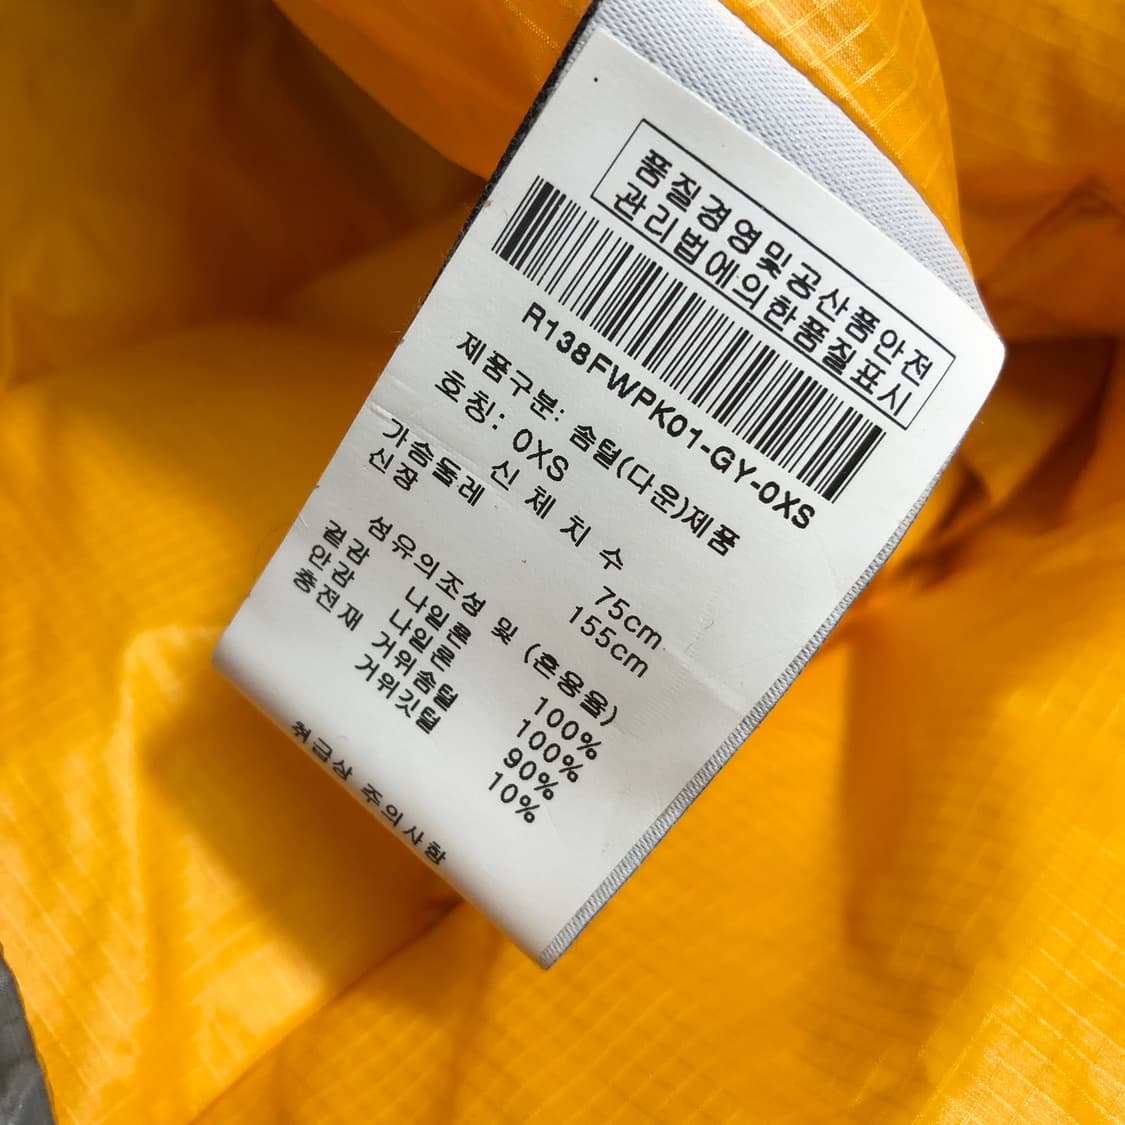 품질경영및공산품안전
관리법에의한품질표시
R138FWPK01-GY-0XS
제품구분: 솜털(다운)제품
호칭: 0XS
신 체 치 수
가슴둘레 75cm
신장 155cm
섬유의조성 및 (혼용율)
겉감 나일론 100%
안감 나일론 100%
충전재 거위솜털 90%
거위깃털 10%
취급상 주의사항